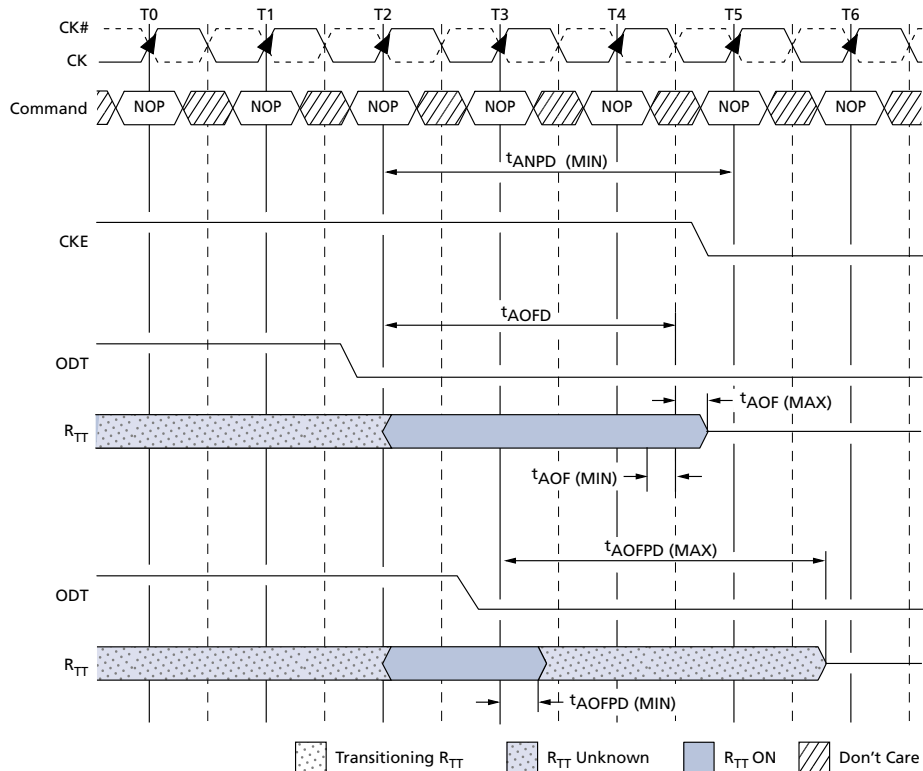 T0 T1 T2 T3 T4 T5 T6
CK#
CK
Command NOP NOP NOP NOP NOP NOP NOP
tANPD (MIN)
CKE
tAOFD
ODT
tAOF (MAX)
RTT
tAOF (MIN)
tAOFPD (MAX)
ODT
RTT
tAOFPD (MIN)
Transitioning RTT RTT Unknown RTT ON Don't Care